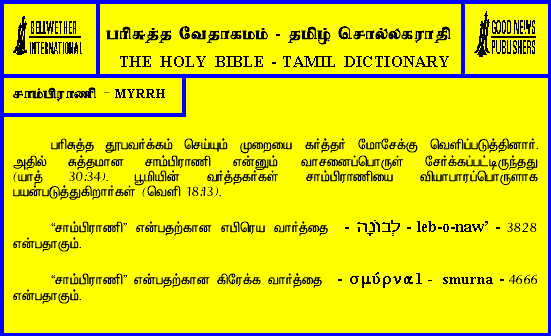 BELLWETHER
INTERNATIONAL
பரிசுத்த வேதாகமம் - தமிழ் சொல்லகராதி
THE HOLY BIBLE - TAMIL DICTIONARY
GOOD NEWS
PUBLISHERS
சாம்பிராணி - MYRRH
பரிசுத்த தூபவர்க்கம் செய்யும் முறையை கர்த்தர் மோசேக்கு வெளிப்படுத்தினார்.
அதில் சுத்தமான சாம்பிராணி என்னும் வாசனைப்பொருள் சேர்க்கப்பட்டிருந்தது
(யாத் 30:34). பூமியின் வர்த்தகர்கள் சாம்பிராணியை வியாபாரப்பொருளாக
பயன்படுத்துகிறார்கள் (வெளி 18:13).
“சாம்பிராணி” என்பதற்கான எபிரெய வார்த்தை - לְבוֹנָה - leb-o-naw’ - 3828
என்பதாகும்.
“சாம்பிராணி” என்பதற்கான கிரேக்க வார்த்தை - σμύρναl - smurna - 4666
என்பதாகும்.